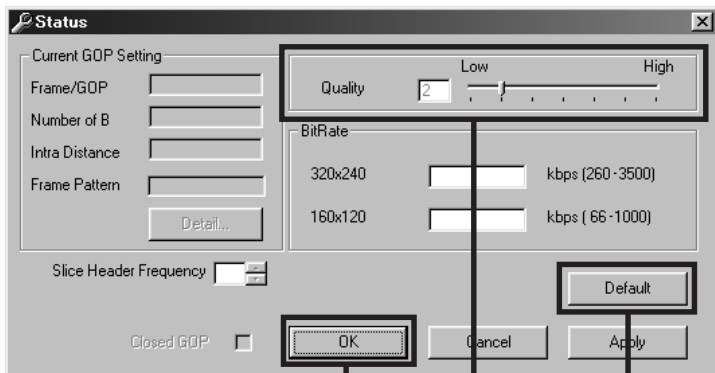 Status
Current GOP Setting
Frame/GOP
Number of B
Intra Distance
Frame Pattern
Detail...
Low High
Quality 2
BitRate
320x240 kbps (260-3500)
160x120 kbps ( 66-1000)
Slice Header Frequency
Default
Closed GOP
OK Cancel Apply